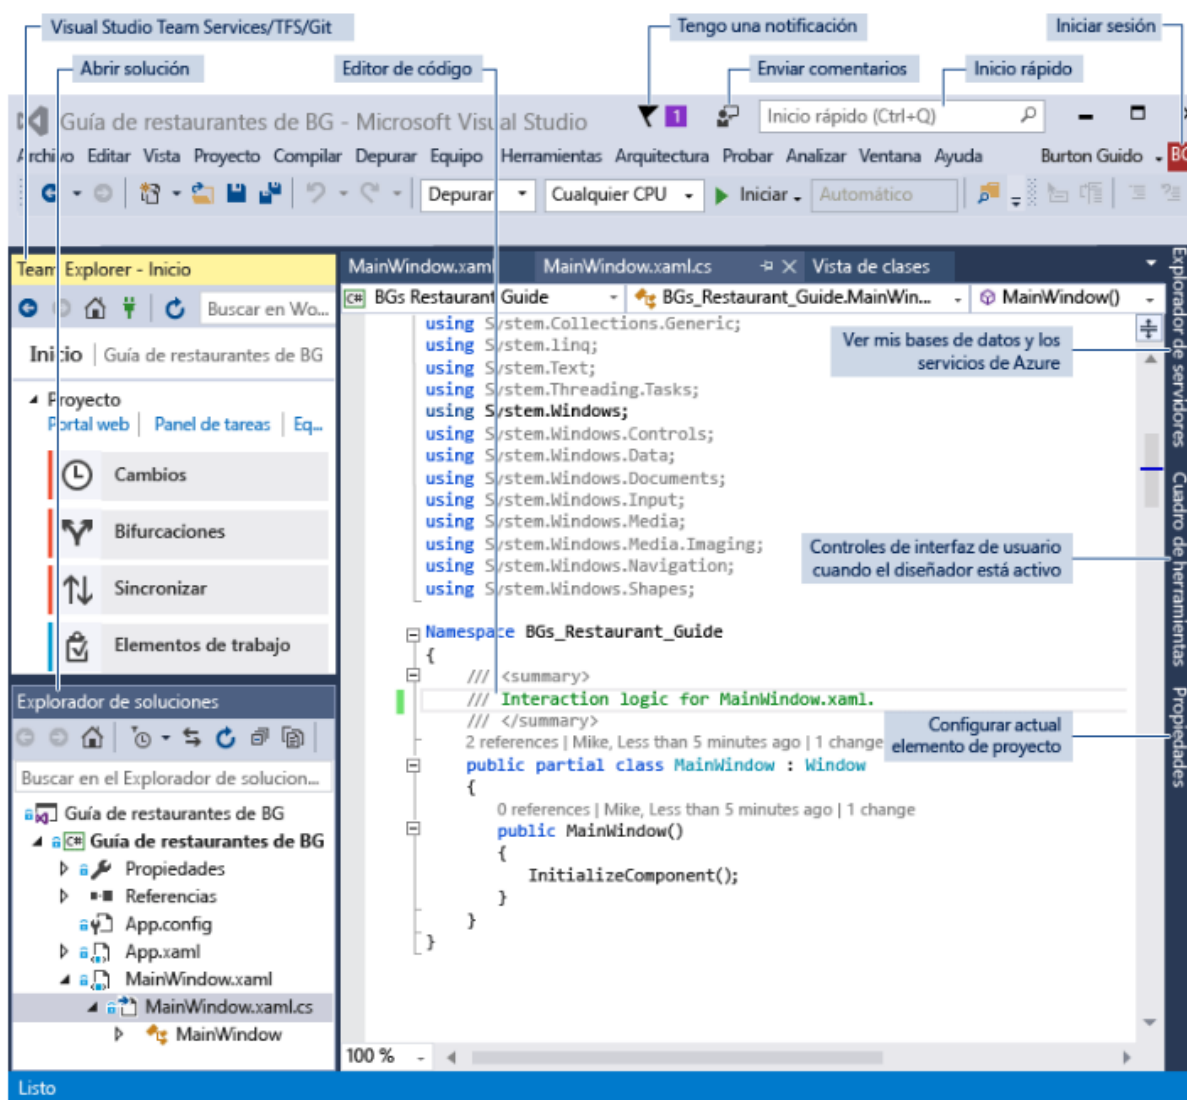 Visual Studio Team Services/TFS/Git
Tengo una notificación
Iniciar sesión
Abrir solución
Editor de código
Enviar comentarios
Inicio rápido
Guía de restaurantes de BG - Microsoft Visual Studio
1
Inicio rápido (Ctrl+Q)
Archivo Editar Vista Proyecto Compilar Depurar Equipo Herramientas Arquitectura Probar Analizar Ventana Ayuda
Burton Guido
BG
Depurar
Cualquier CPU
Iniciar
Automático
Team Explorer - Inicio
Buscar en Wo...
Inicio | Guía de restaurantes de BG
Proyecto
Portal web | Panel de tareas | Eq...
Cambios
Bifurcaciones
Sincronizar
Elementos de trabajo
Explorador de soluciones
Buscar en el Explorador de solucion...
Guía de restaurantes de BG
C# Guía de restaurantes de BG
Propiedades
Referencias
App.config
App.xaml
MainWindow.xaml
MainWindow.xaml.cs
MainWindow
MainWindow.xaml
MainWindow.xaml.cs
Vista de clases
C# BGs Restaurant Guide
BGs_Restaurant_Guide.MainWin...
MainWindow()
using System.Collections.Generic;
using System.linq;
using System.Text;
using System.Threading.Tasks;
using System.Windows;
using System.Windows.Controls;
using System.Windows.Data;
using System.Windows.Documents;
using System.Windows.Input;
using System.Windows.Media;
using System.Windows.Media.Imaging;
using System.Windows.Navigation;
using System.Windows.Shapes;
Namespace BGs_Restaurant_Guide
{
/// <summary>
/// Interaction logic for MainWindow.xaml.
/// </summary>
2 references | Mike, Less than 5 minutes ago | 1 change
public partial class MainWindow : Window
{
0 references | Mike, Less than 5 minutes ago | 1 change
public MainWindow()
{
InitializeComponent();
}
}
}
Ver mis bases de datos y los
servicios de Azure
Controles de interfaz de usuario
cuando el diseñador está activo
Configurar actual
elemento de proyecto
Explorador de servidores
Cuadro de herramientas
Propiedades
100 %
Listo